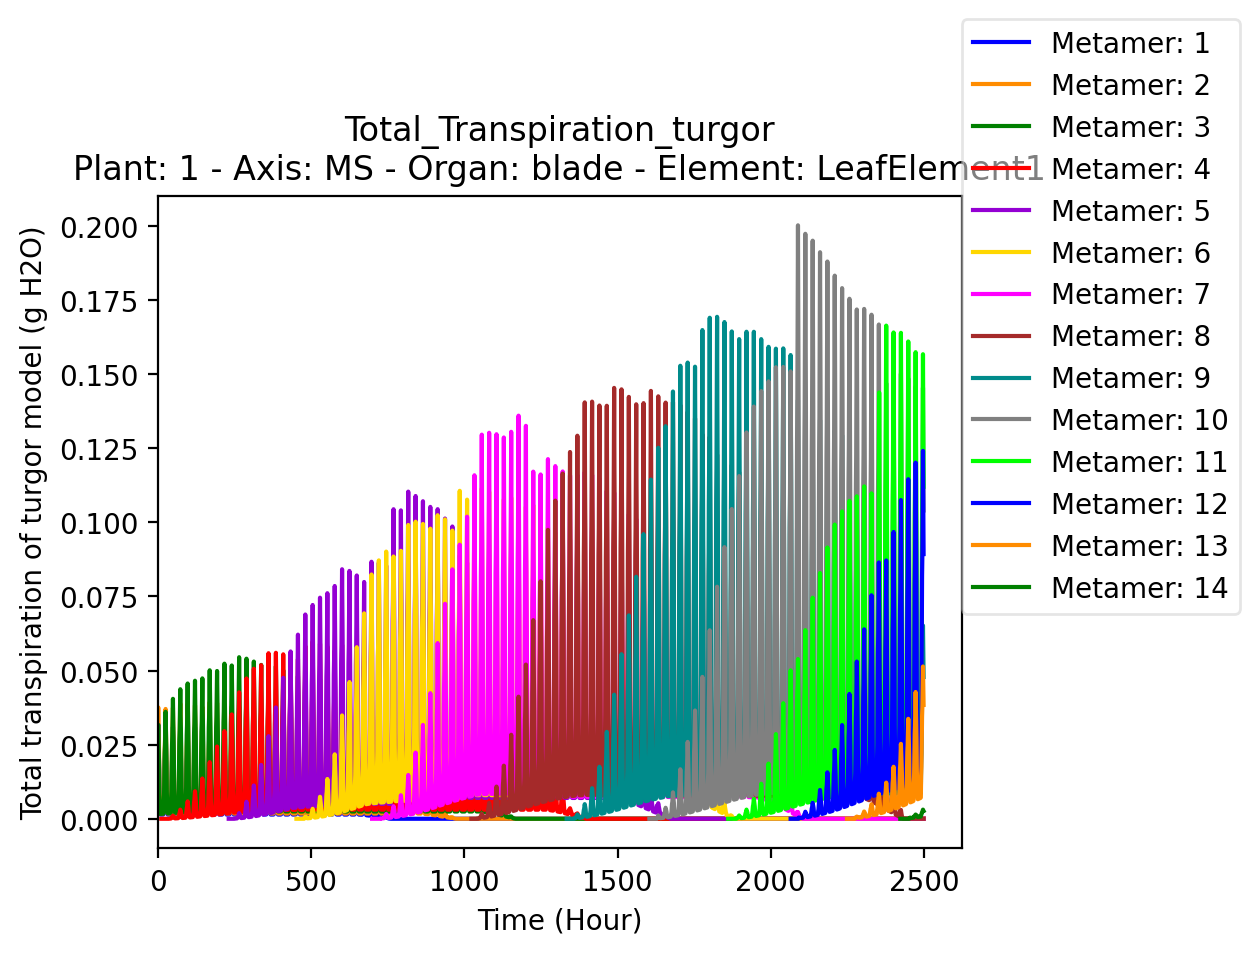 Total_Transpiration_turgor
Plant: 1 - Axis: MS - Organ: blade - Element: LeafElement1
Metamer: 1
Metamer: 2
Metamer: 3
Metamer: 4
Metamer: 5
Metamer: 6
Metamer: 7
Metamer: 8
Metamer: 9
Metamer: 10
Metamer: 11
Metamer: 12
Metamer: 13
Metamer: 14
Total transpiration of turgor model (g H2O)
0.200
0.175
0.150
0.125
0.100
0.075
0.050
0.025
0.000
0 500 1000 1500 2000 2500
Time (Hour)